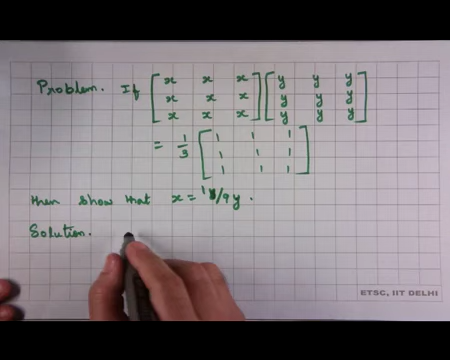 Problem. If [ x x x ] [ y y y ]
[ x x x ] [ y y y ]
[ x x x ] [ y y y ]
= 1/3 [ 1 1 1 ]
[ 1 1 1 ]
[ 1 1 1 ]
then show that x = 1/9y.
Solution.
ETSC, IIT DELHI